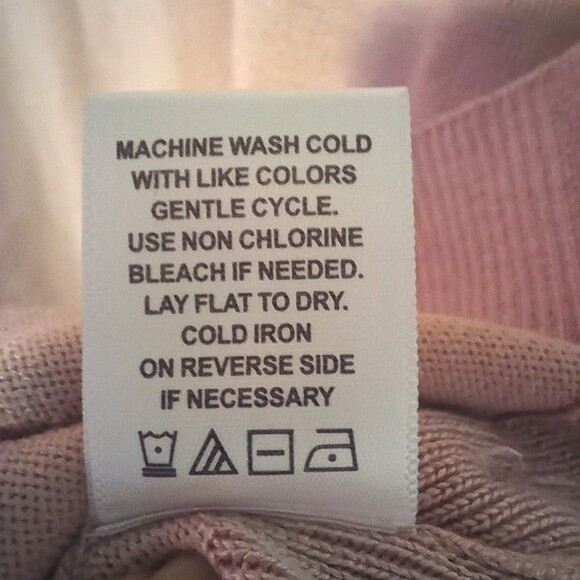 MACHINE WASH COLD
WITH LIKE COLORS
GENTLE CYCLE.
USE NON CHLORINE
BLEACH IF NEEDED.
LAY FLAT TO DRY.
COLD IRON
ON REVERSE SIDE
IF NECESSARY